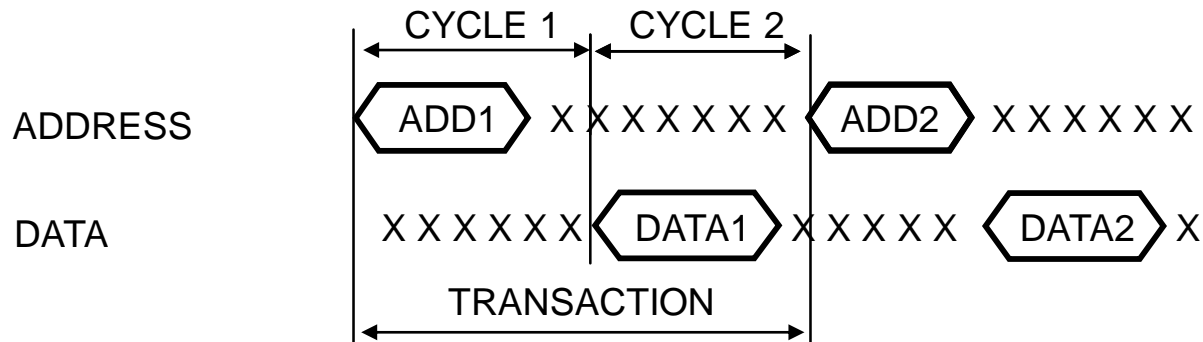 CYCLE 1 CYCLE 2
ADDRESS ADD1 X X X X X X X X ADD2 X X X X X X
DATA X X X X X X DATA1 X X X X X DATA2 X
TRANSACTION